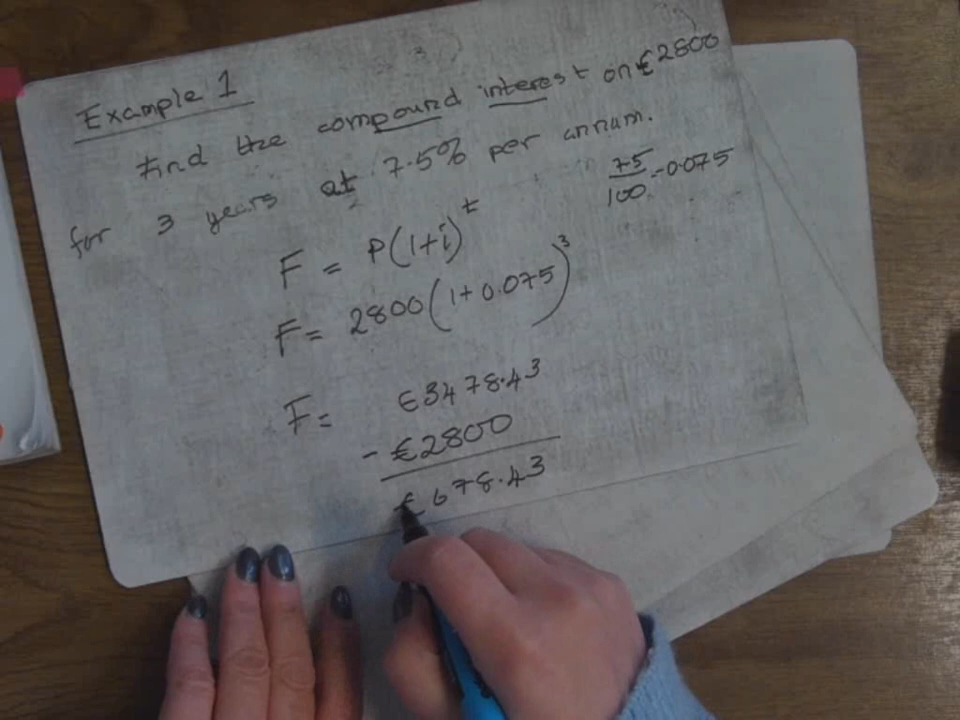 Example 1
Find the compound interest on €2800
for 3 years at 7.5% per annum.
7.5/100 = 0.075
F = P(1+i)^t
F = 2800(1+0.075)^3
F = €3478.43
- €2800
€678.43